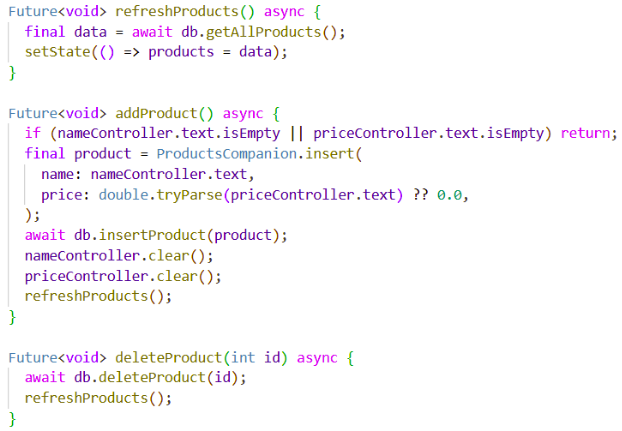 Future<void> refreshProducts() async {
  final data = await db.getAllProducts();
  setState(() => products = data);
}

Future<void> addProduct() async {
  if (nameController.text.isEmpty || priceController.text.isEmpty) return;
  final product = ProductsCompanion.insert(
    name: nameController.text,
    price: double.tryParse(priceController.text) ?? 0.0,
  );
  await db.insertProduct(product);
  nameController.clear();
  priceController.clear();
  refreshProducts();
}

Future<void> deleteProduct(int id) async {
  await db.deleteProduct(id);
  refreshProducts();
}